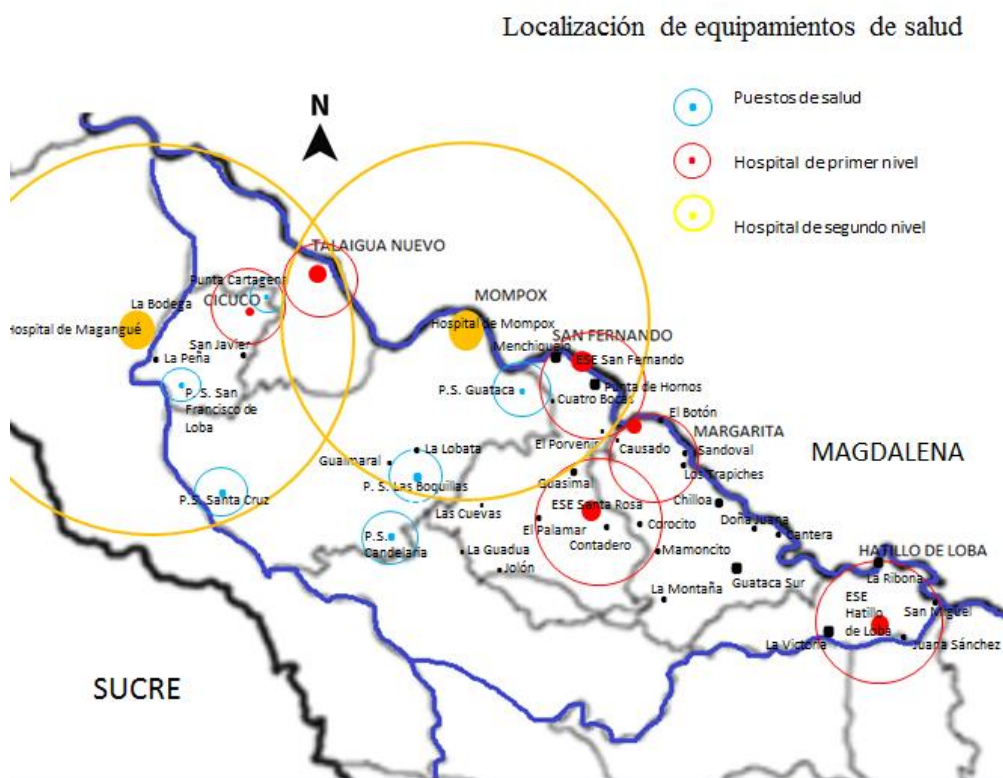 Localización de equipamientos de salud
Puestos de salud
Hospital de primer nivel
Hospital de segundo nivel
N
TALAIGUA NUEVO
Punta Cartagena
La Bodega
CICUCO
MOMPOX
Hospital de Magangué
Hospital de Mompox
SAN FERNANDO
Menchiquejo
ESE San Fernando
San Javier
La Peña
P. S. San
Francisco de
Loba
P.S. Guataca
Punta de Hornos
Cuatro Bocas
El Botón
MARGARITA
El Porvenir
Causado
Sandoval
MAGDALENA
La Lobata
Guaimaral
Los Trapiches
P. S. Las Boquillas
Guasimal
P.S. Santa Cruz
Chilloa
Las Cuevas
ESE Santa Rosa
Doña Juana
El Palamar
Corocito
Cantera
P.S.
Candelaria
Contadero
La Guadua
Mamoncito
HATILLO DE LOBA
Jolón
Guataca Sur
La Ribona
La Montaña
ESE
Hatillo
de Loba
San Miguel
La Victoria
Juana Sánchez
SUCRE